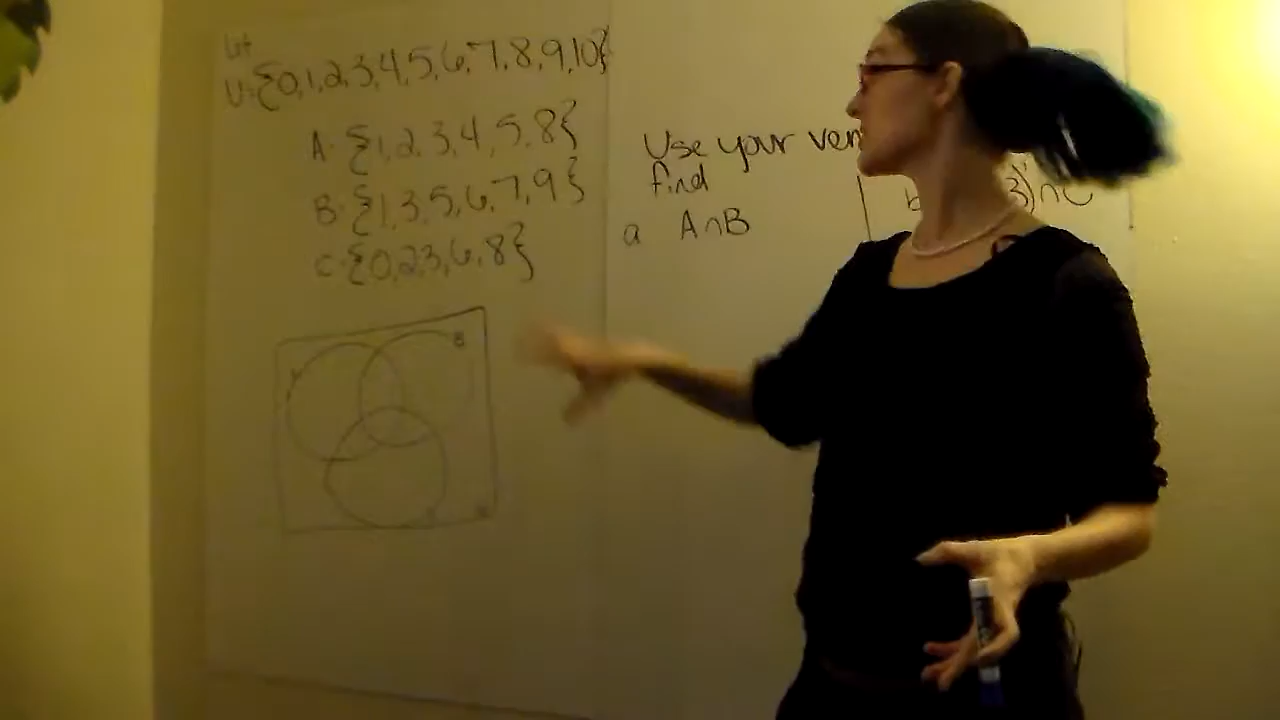 Let
U={0,1,2,3,4,5,6,7,8,9,10}
A={1,2,3,4,5,8}
B={1,3,5,6,7,9}
C={0,2,3,6,8}
Use your ven
find
a A∩B
b )'∩C
A
B